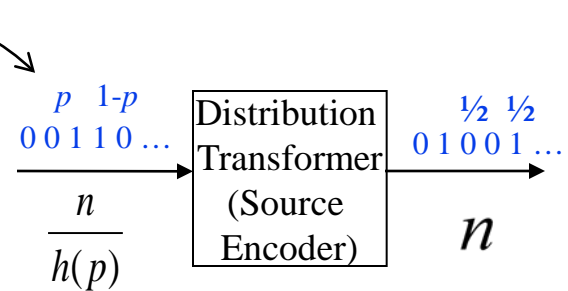 p 1-p
0 0 1 1 0 ...
n
h(p)
Distribution
Transformer
(Source
Encoder)
½ ½
0 1 0 0 1 ...
n